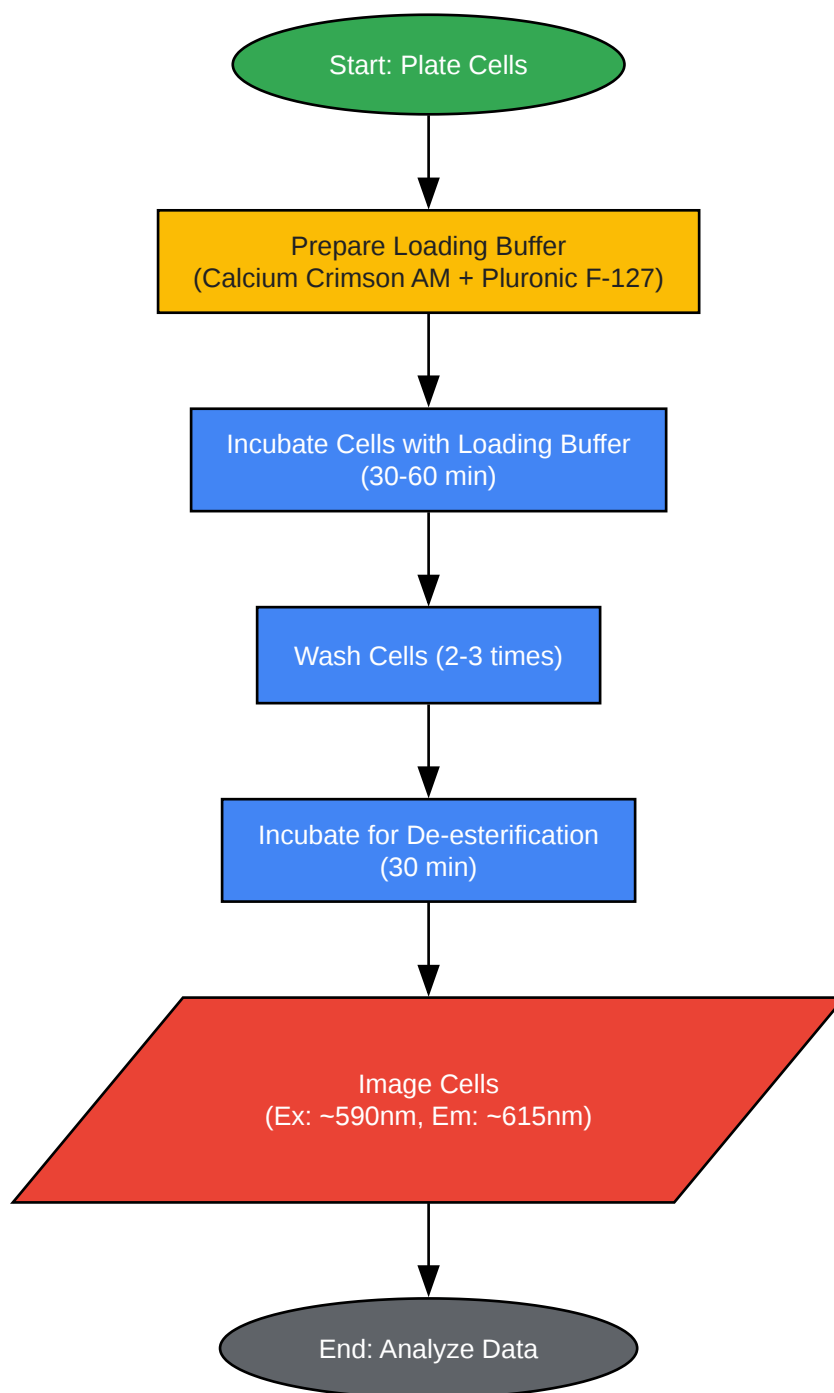 Start: Plate Cells
Prepare Loading Buffer
(Calcium Crimson AM + Pluronic F-127)
Incubate Cells with Loading Buffer
(30-60 min)
Wash Cells (2-3 times)
Incubate for De-esterification
(30 min)
Image Cells
(Ex: ~590nm, Em: ~615nm)
End: Analyze Data